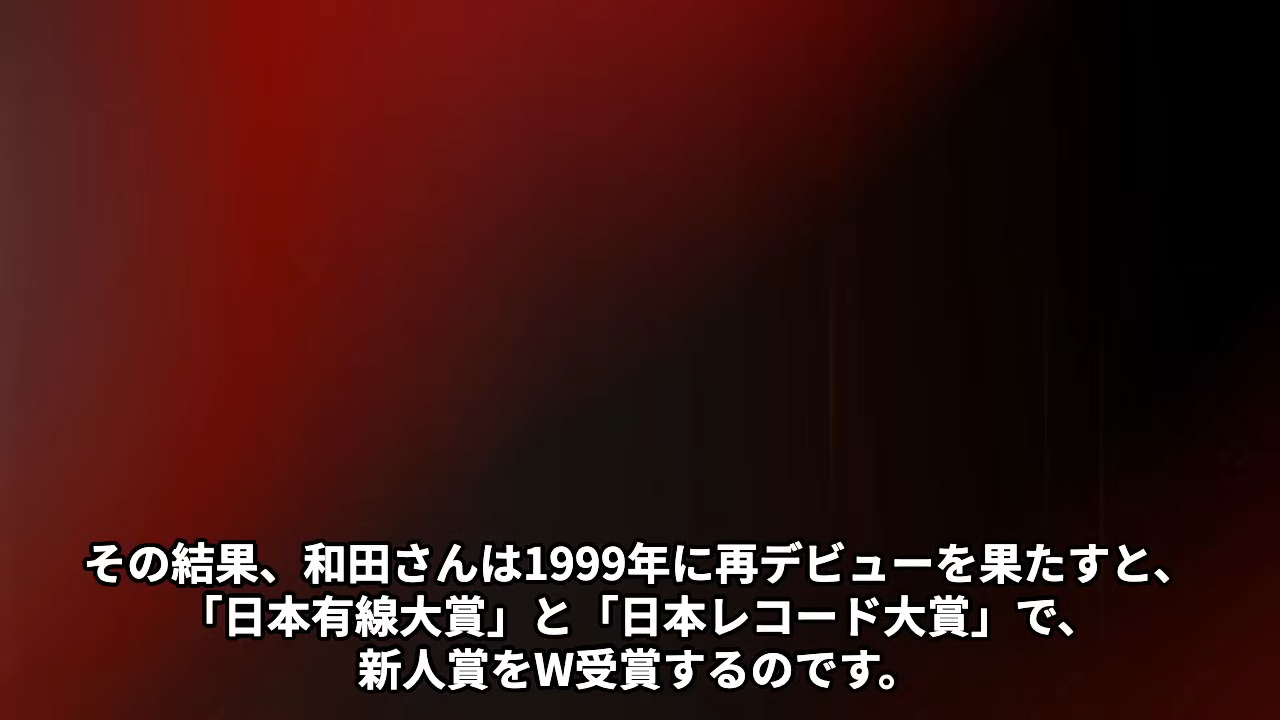 その結果、和田さんは1999年に再デビューを果たすと、
「日本有線大賞」と「日本レコード大賞」で、
新人賞をW受賞するのです。